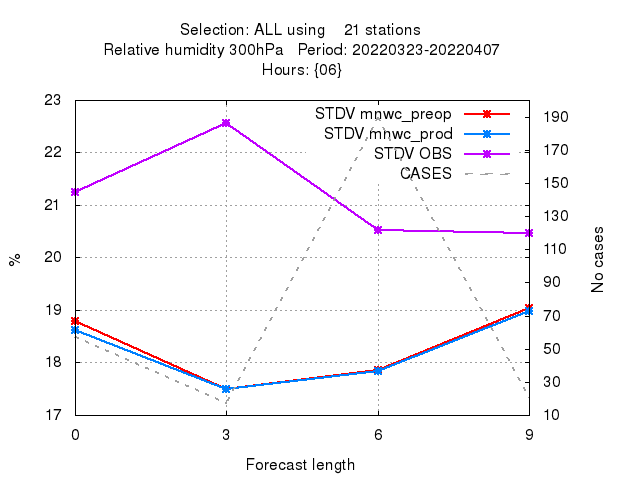 Selection: ALL using    21 stations
Relative humidity 300hPa   Period: 20220323-20220407
Hours: {06}
STDV mnwc_preop
STDV mnwc_prod
STDV OBS
CASES
23
22
21
20
19
18
17
%
190
170
150
130
110
90
70
50
30
10
No cases
0 3 6 9
Forecast length